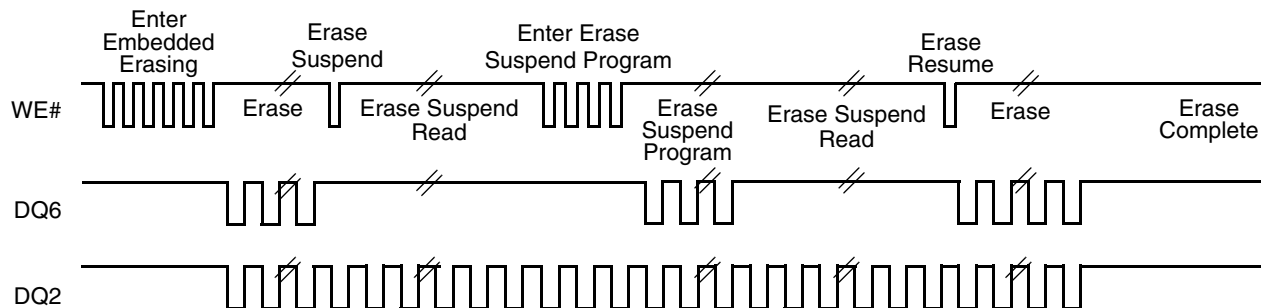 Enter
Embedded
Erasing
Erase
Suspend
Enter Erase
Suspend Program
Erase
Resume
WE#
Erase
Erase Suspend
Read
Erase
Suspend
Program
Erase Suspend
Read
Erase
Erase
Complete
DQ6
DQ2